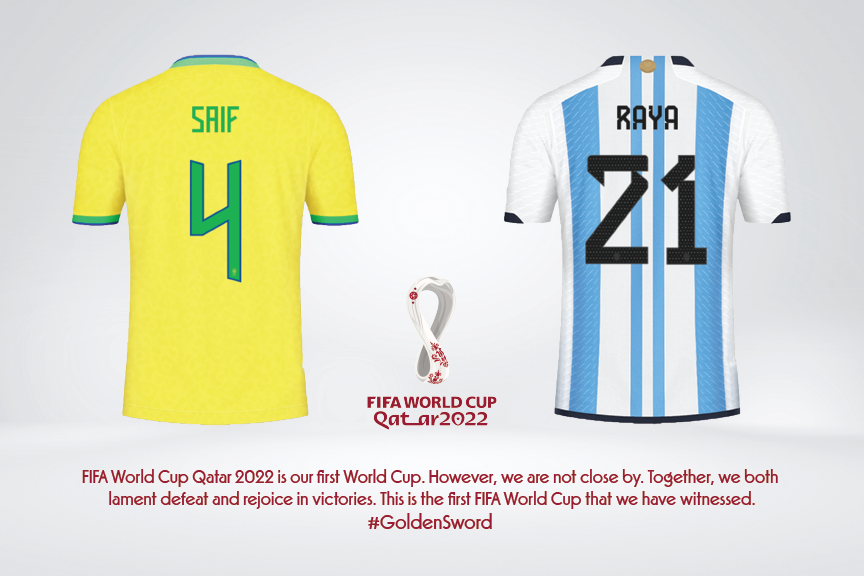 SAIF
4
RAYA
21
FIFA WORLD CUP
Qatar2022
FIFA World Cup Qatar 2022 is our first World Cup. However, we are not close by. Together, we both
lament defeat and rejoice in victories. This is the first FIFA World Cup that we have witnessed.
#GoldenSword